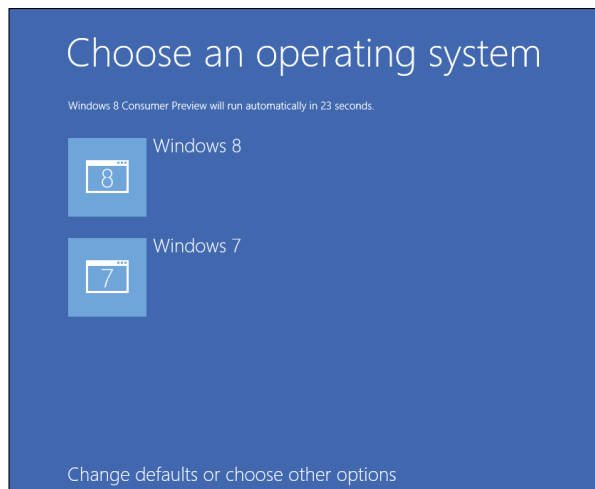 Choose an operating system
Windows 8 Consumer Preview will run automatically in 23 seconds.
Windows 8
8
Windows 7
7
Change defaults or choose other options